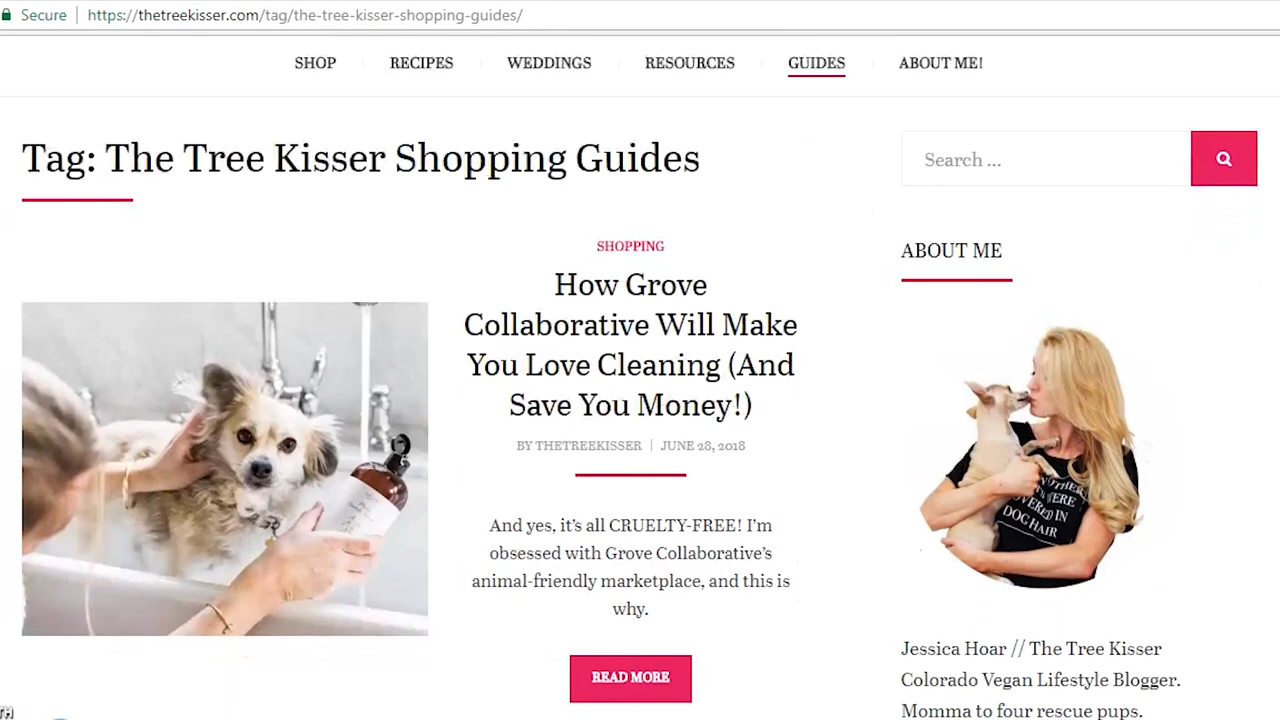 Secure https://thetreekisser.com/tag/the-tree-kisser-shopping-guides/
SHOP RECIPES WEDDINGS RESOURCES GUIDES ABOUT ME!
Tag: The Tree Kisser Shopping Guides
Search ...
SHOPPING
How Grove
Collaborative Will Make
You Love Cleaning (And
Save You Money!)
BY THETREEKISSER | JUNE 28, 2018
And yes, it's all CRUELTY-FREE! I'm
obsessed with Grove Collaborative's
animal-friendly marketplace, and this is
why.
READ MORE
ABOUT ME
COVERED IN
DOG HAIR
Jessica Hoar // The Tree Kisser
Colorado Vegan Lifestyle Blogger.
Momma to four rescue pups.